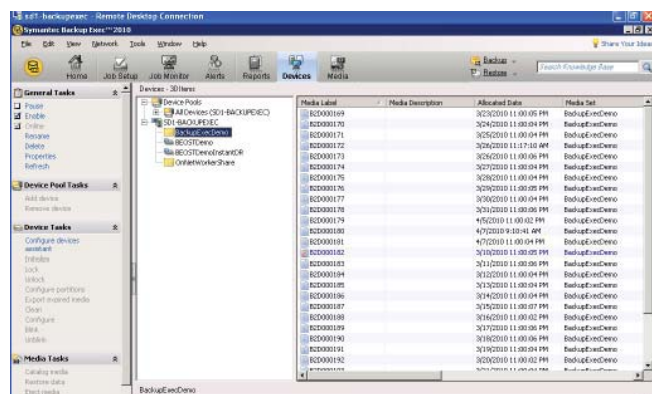 sd1-backupexec - Remote Desktop Connection
Symantec Backup Exec™ 2010
File Edit View Network Tools Window Help
Share Your Ideas
Home Job Setup Job Monitor Alerts Reports Devices Media
Backup
Restore
Search Knowledge Base
General Tasks
Pause
Enable
Online
Rename
Delete
Properties
Refresh
Device Pool Tasks
Add device
Remove device
Device Tasks
Configure devices
assistant
Initialize
Lock
Unlock
Configure partitions
Export expired media
Clean
Configure
Blink
Unblink
Media Tasks
Catalog media
Restore data
Eject media
Devices - 30 Items
Device Pools
All Devices (SD1-BACKUPEXEC)
SD1-BACKUPEXEC
BackupExecDemo
BEOSTDemo
BEOSTDemoInstantDR
OnNetWorkerShare
Media Label Media Description Allocated Date Media Set
B2D000169 3/23/2010 11:00:05 PM BackupExecDemo
B2D000170 3/24/2010 11:00:04 PM BackupExecDemo
B2D000171 3/25/2010 11:00:04 PM BackupExecDemo
B2D000172 3/26/2010 11:17:10 AM BackupExecDemo
B2D000173 3/26/2010 11:00:06 PM BackupExecDemo
B2D000174 3/27/2010 11:00:04 PM BackupExecDemo
B2D000175 3/28/2010 11:00:04 PM BackupExecDemo
B2D000176 3/29/2010 11:00:05 PM BackupExecDemo
B2D000177 3/30/2010 11:00:04 PM BackupExecDemo
B2D000178 3/31/2010 11:00:06 PM BackupExecDemo
B2D000179 4/5/2010 11:00:02 PM BackupExecDemo
B2D000180 4/7/2010 9:10:41 AM BackupExecDemo
B2D000181 4/7/2010 11:00:04 PM BackupExecDemo
B2D000182 3/10/2010 11:00:05 PM BackupExecDemo
B2D000183 3/11/2010 11:00:06 PM BackupExecDemo
B2D000184 3/12/2010 11:00:04 PM BackupExecDemo
B2D000185 3/13/2010 11:00:04 PM BackupExecDemo
B2D000186 3/14/2010 11:00:04 PM BackupExecDemo
B2D000187 3/15/2010 11:00:07 PM BackupExecDemo
B2D000188 3/16/2010 11:00:02 PM BackupExecDemo
B2D000189 3/17/2010 11:00:06 PM BackupExecDemo
B2D000190 3/18/2010 11:00:06 PM BackupExecDemo
B2D000191 3/19/2010 11:00:04 PM BackupExecDemo
B2D000192 3/20/2010 11:00:02 PM BackupExecDemo
BackupExecDemo